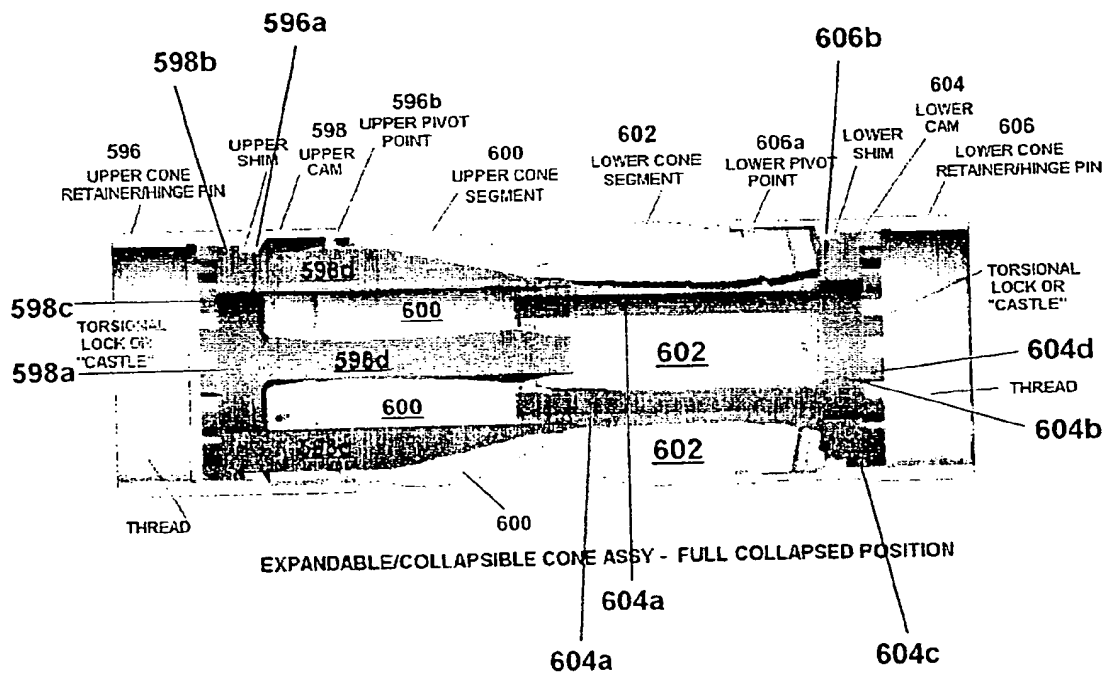 596a
598b
606b
596b
UPPER PIVOT
POINT
604
LOWER
CAM
598
UPPER
CAM
UPPER
SHIM
596
UPPER CONE
RETAINER/HINGE PIN
600
UPPER CONE
SEGMENT
602
LOWER CONE
SEGMENT
606a
LOWER PIVOT
POINT
LOWER
SHIM
606
LOWER CONE
RETAINER/HINGE PIN
598d
598c
600
TORSIONAL
LOCK OR
"CASTLE"
TORSIONAL
LOCK OR
"CASTLE"
598d
602
604d
598a
THREAD
600
604b
598d
602
THREAD
600
EXPANDABLE/COLLAPSIBLE CONE ASSY - FULL COLLAPSED POSITION
604a
604a
604c